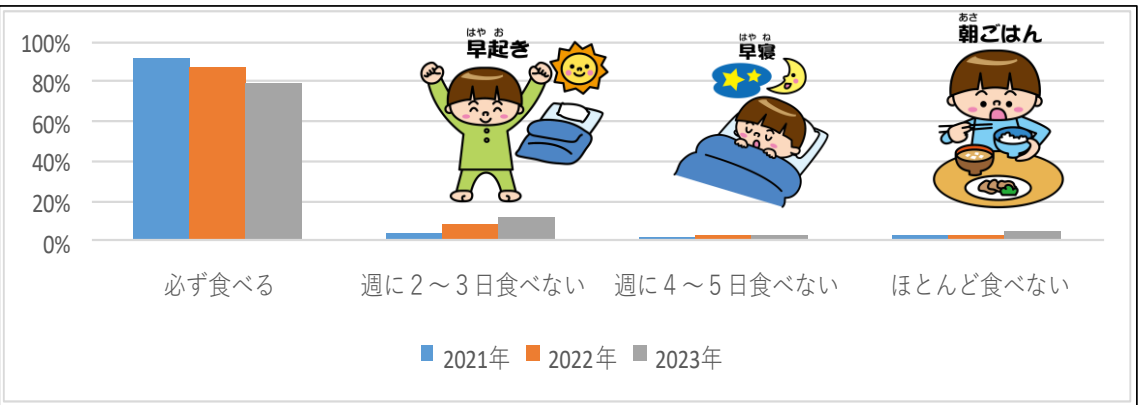 100%
80%
60%
40%
20%
0%
はや お
早起き
はや ね
早寝
あさ
朝ごはん
必ず食べる
週に２～３日食べない
週に４～５日食べない
ほとんど食べない
2021年
2022年
2023年